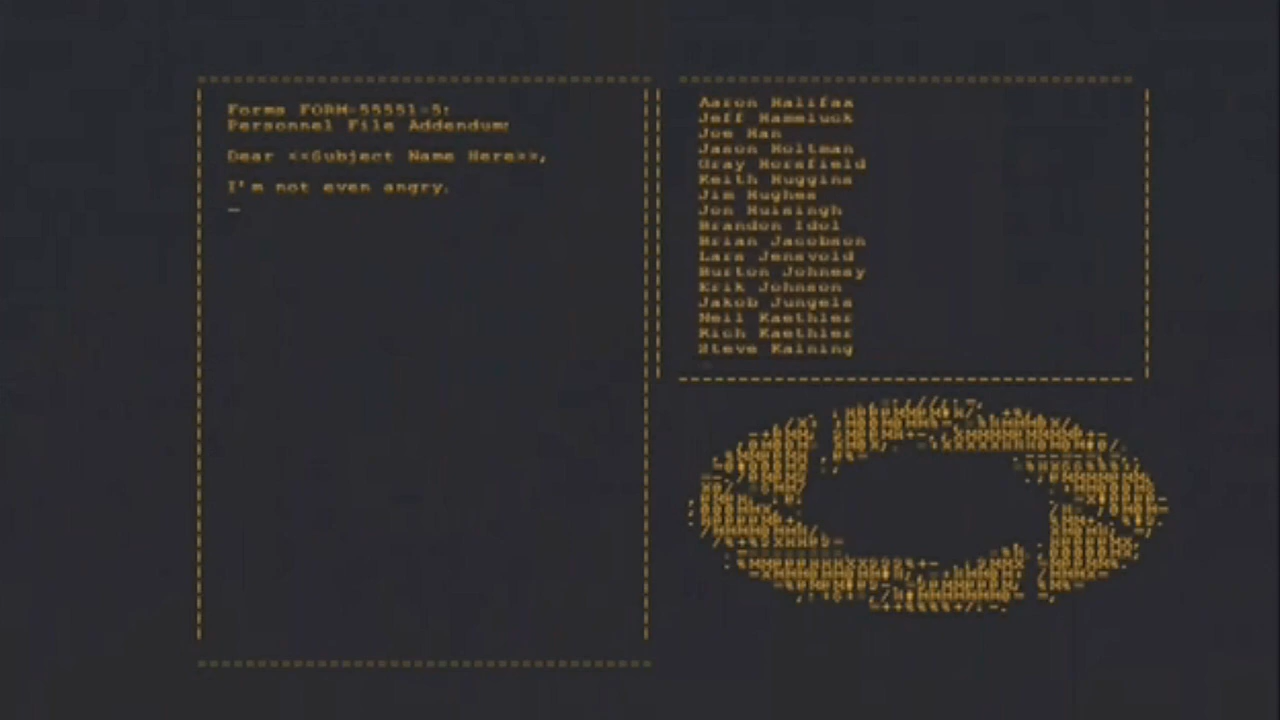 Forms FORM-55551-5:
Personnel File Addendum:
Dear <<Subject Name Here>>,
I'm not even angry.
_
Aaron Halifax
Jeff Hameluck
Joe Han
Jason Holtman
Gray Horsfield
Keith Huggins
Jim Hughes
Jon Huisingh
Brandon Idol
Brian Jacobson
Lars Jensvold
Burton Johnsey
Erik Johnson
Jakob Jungels
Neil Kaethler
Rich Kaethler
Steve Kalning